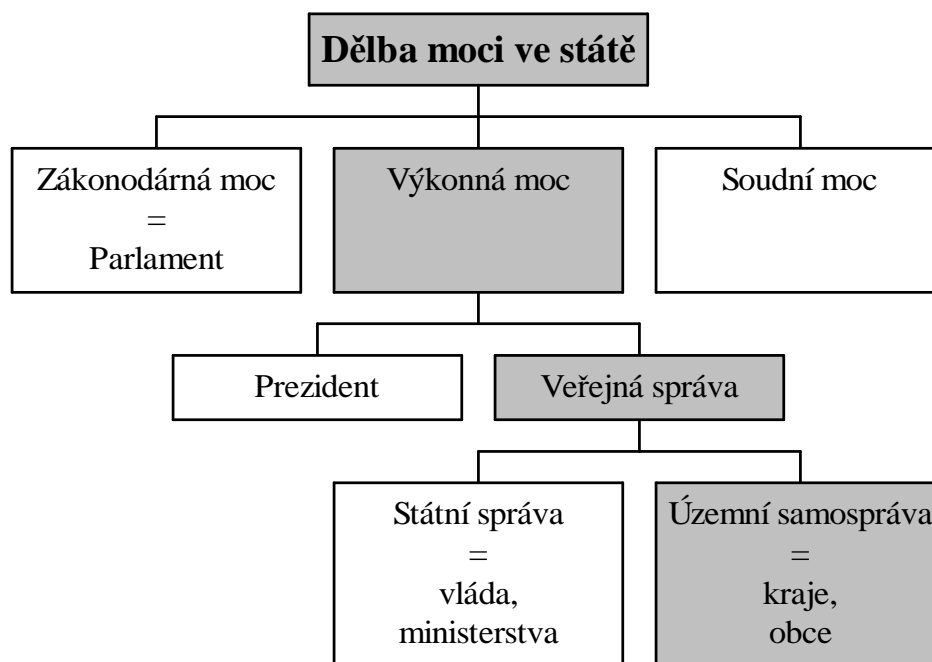 Dělba moci ve státě
Zákonodárná moc
=
Parlament
Výkonná moc
Soudní moc
Prezident
Veřejná správa
Státní správa
=
vláda,
ministerstva
Územní samospráva
=
kraje,
obce